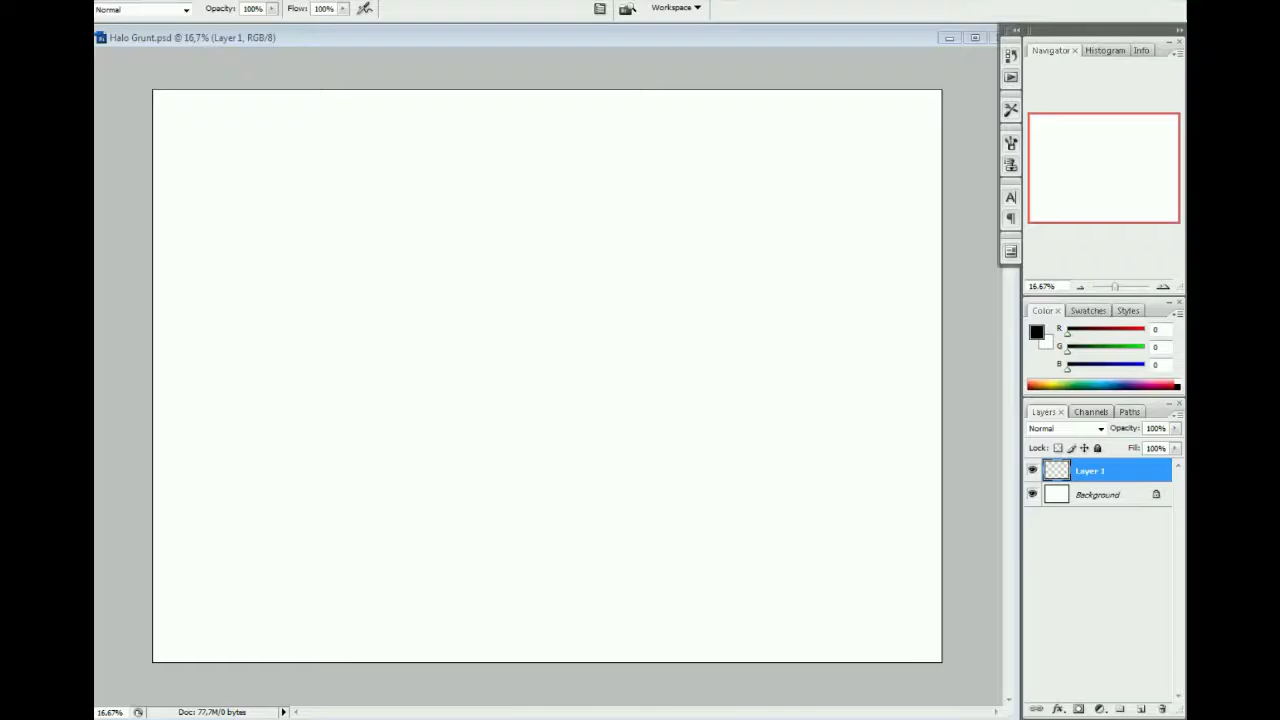 Normal Opacity: 100% Flow: 100% Workspace
Halo Grunt.psd @ 16,7% (Layer 1, RGB/8)
Navigator Histogram Info
16.67%
Color Swatches Styles
R 0
G 0
B 0
Layers Channels Paths
Normal Opacity: 100%
Lock: Fill: 100%
Layer 1
Background
16.67% Doc: 77,7M/0 bytes